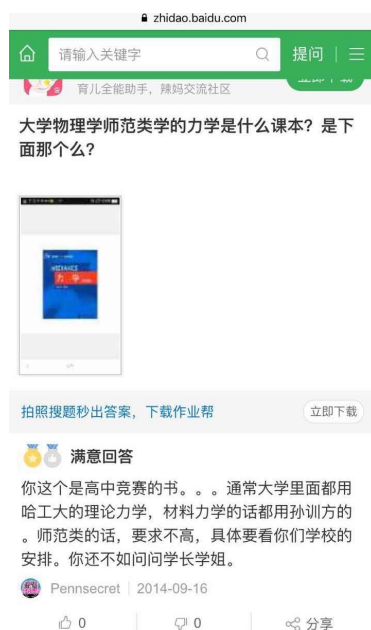 zhidao.baidu.com
请输入关键字
提问
育儿全能助手，辣妈交流社区
大学物理学师范类学的力学是什么课本？是下
面那个么？
MECHANICS
力 学
拍照搜题秒出答案，下载作业帮
立即下载
满意回答
你这个是高中竞赛的书。。。通常大学里面都用
哈工大的理论力学，材料力学的话都用孙训方的
。师范类的话，要求不高，具体要看你们学校的
安排。你还不如问问学长学姐。
Pennsecret 2014-09-16
0
0
分享